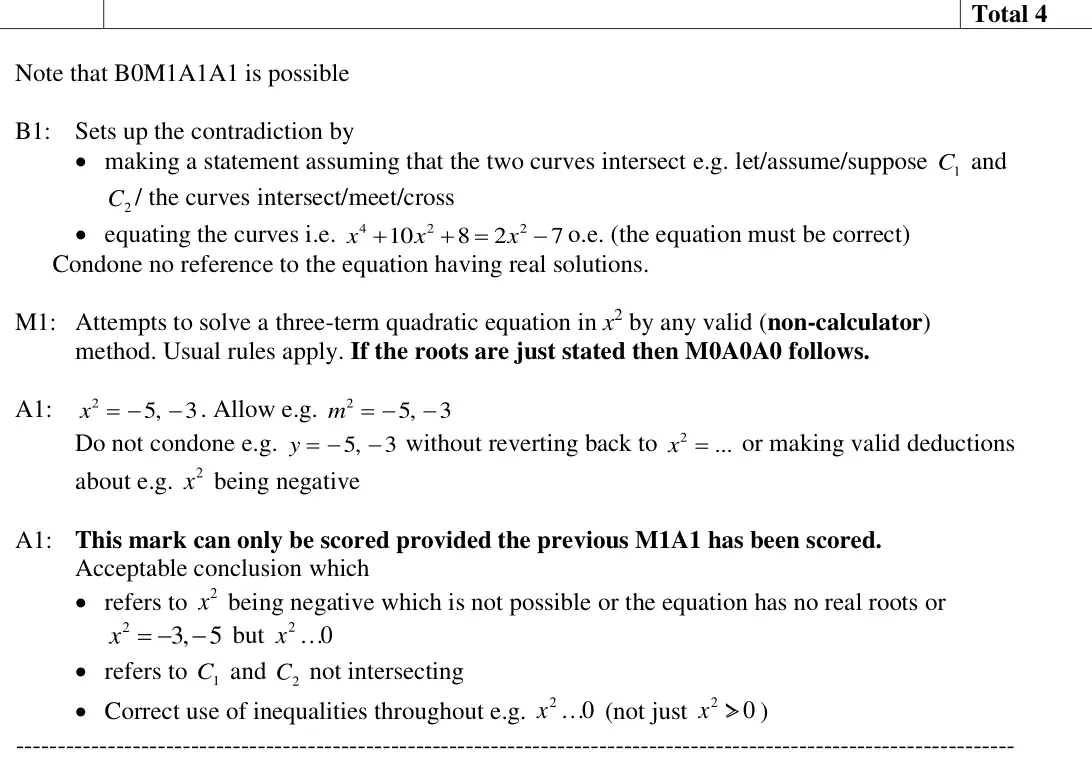 Total 4
Note that B0M1A1A1 is possible
B1: Sets up the contradiction by
• making a statement assuming that the two curves intersect e.g. let/assume/suppose C₁ and
C₂ / the curves intersect/meet/cross
• equating the curves i.e. x⁴ + 10x² + 8 = 2x² − 7 o.e. (the equation must be correct)
Condone no reference to the equation having real solutions.
M1: Attempts to solve a three-term quadratic equation in x² by any valid (non-calculator)
method. Usual rules apply. If the roots are just stated then M0A0A0 follows.
A1: x² = −5, −3. Allow e.g. m² = −5, −3
Do not condone e.g. y = −5, −3 without reverting back to x² = ... or making valid deductions
about e.g. x² being negative
A1: This mark can only be scored provided the previous M1A1 has been scored.
Acceptable conclusion which
• refers to x² being negative which is not possible or the equation has no real roots or
x² = −3, −5 but x² …0
• refers to C₁ and C₂ not intersecting
• Correct use of inequalities throughout e.g. x² …0 (not just x² > 0)